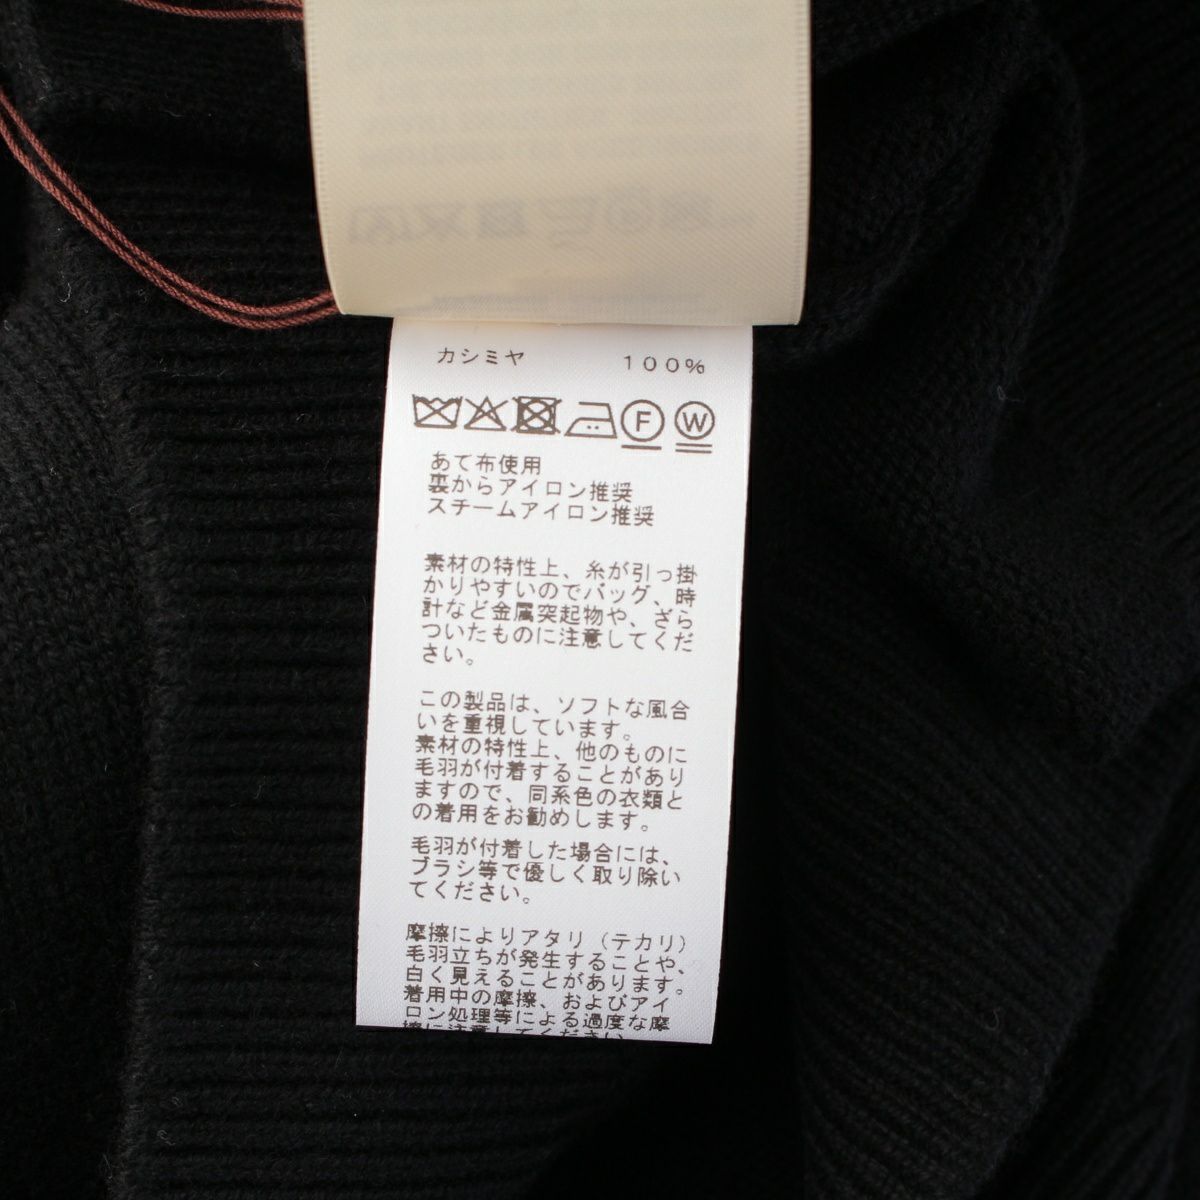 カシミヤ １００％
F W
あて布使用
裏からアイロン推奨
スチームアイロン推奨
素材の特性上、糸が引っ掛
かりやすいのでバッグ、時
計など金属突起物や、ざら
ついたものに注意してくだ
さい。
この製品は、ソフトな風合
いを重視しています。
素材の特性上、他のものに
毛羽が付着することがあり
ますので、同系色の衣類と
の着用をお勧めします。
毛羽が付着した場合には、
ブラシ等で優しく取り除い
てください。
摩擦によりアタリ（テカリ）
毛羽立ちが発生することや、
白く見えることがあります。
着用中の摩擦、およびアイ
ロン処理等による過度な摩
擦に注意してください。